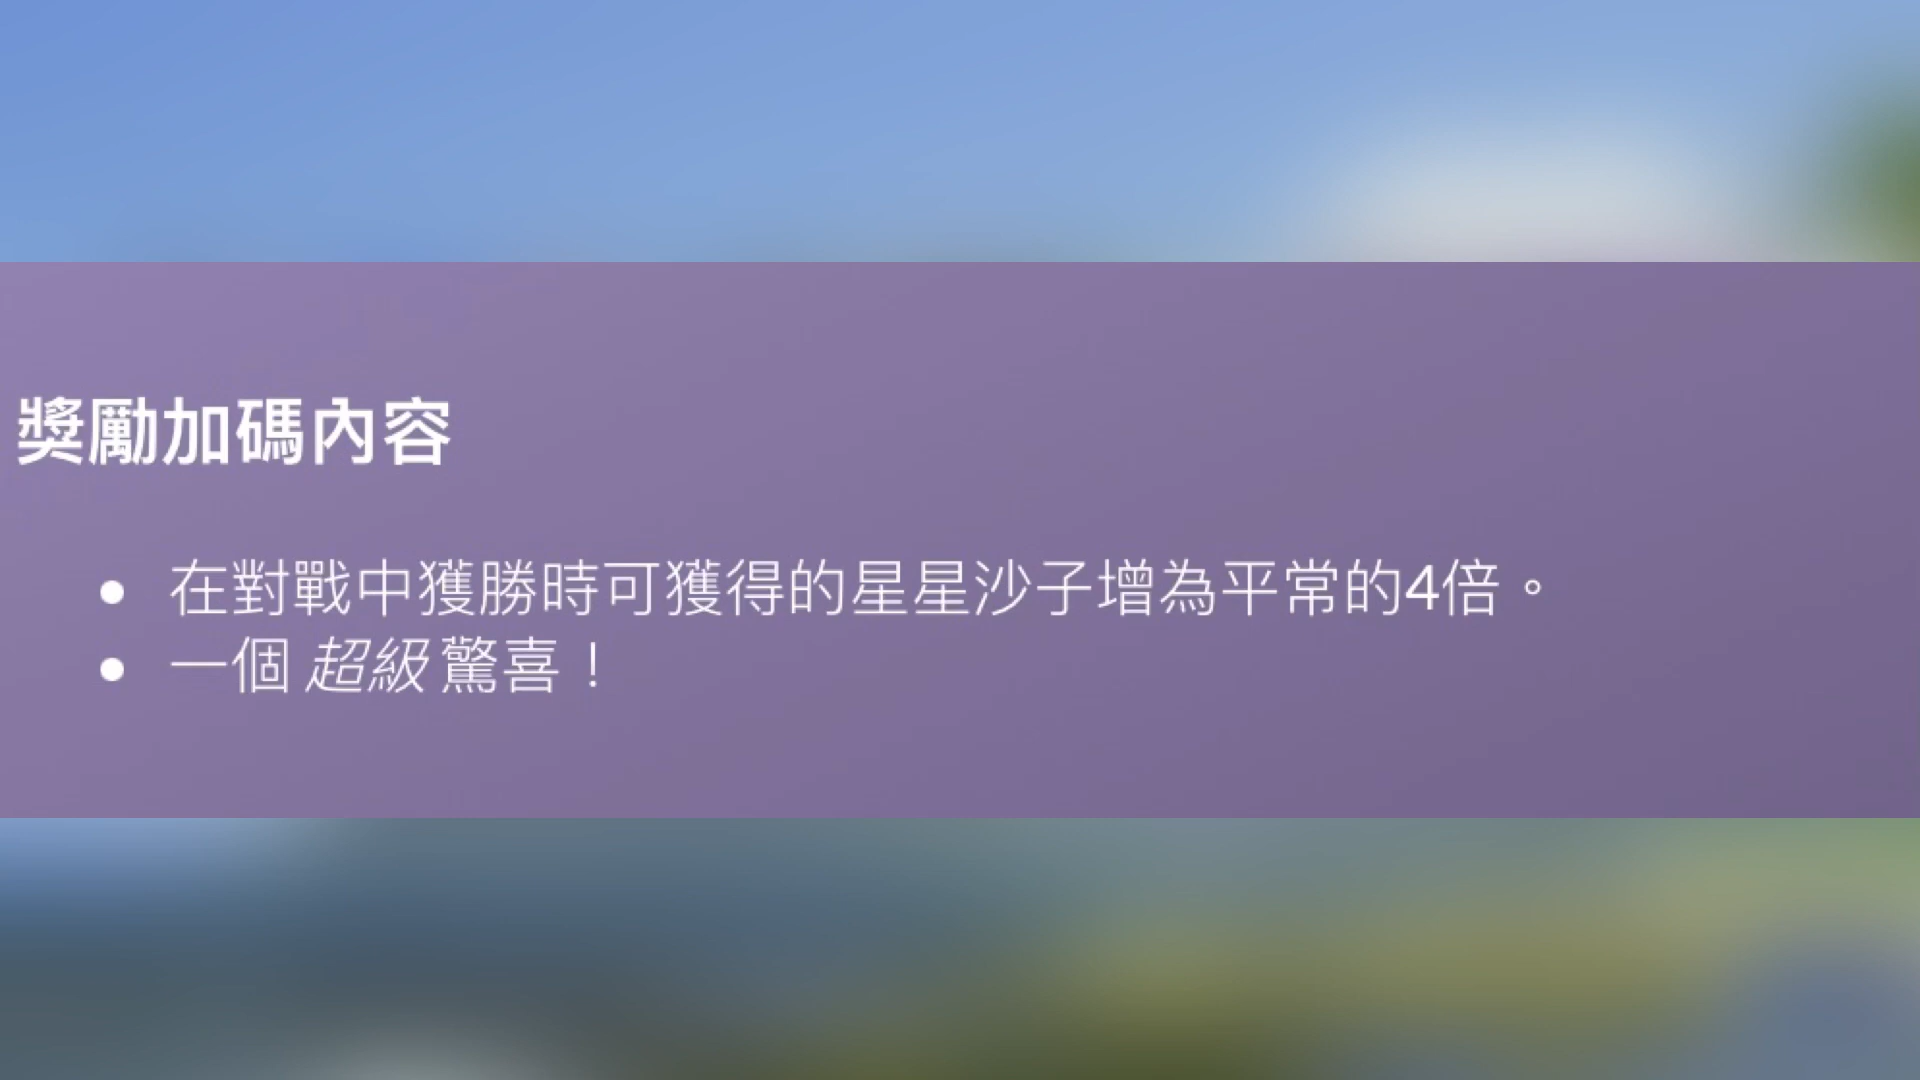 獎勵加碼內容
• 在對戰中獲勝時可獲得的星星沙子增為平常的4倍。
• 一個 超級 驚喜！